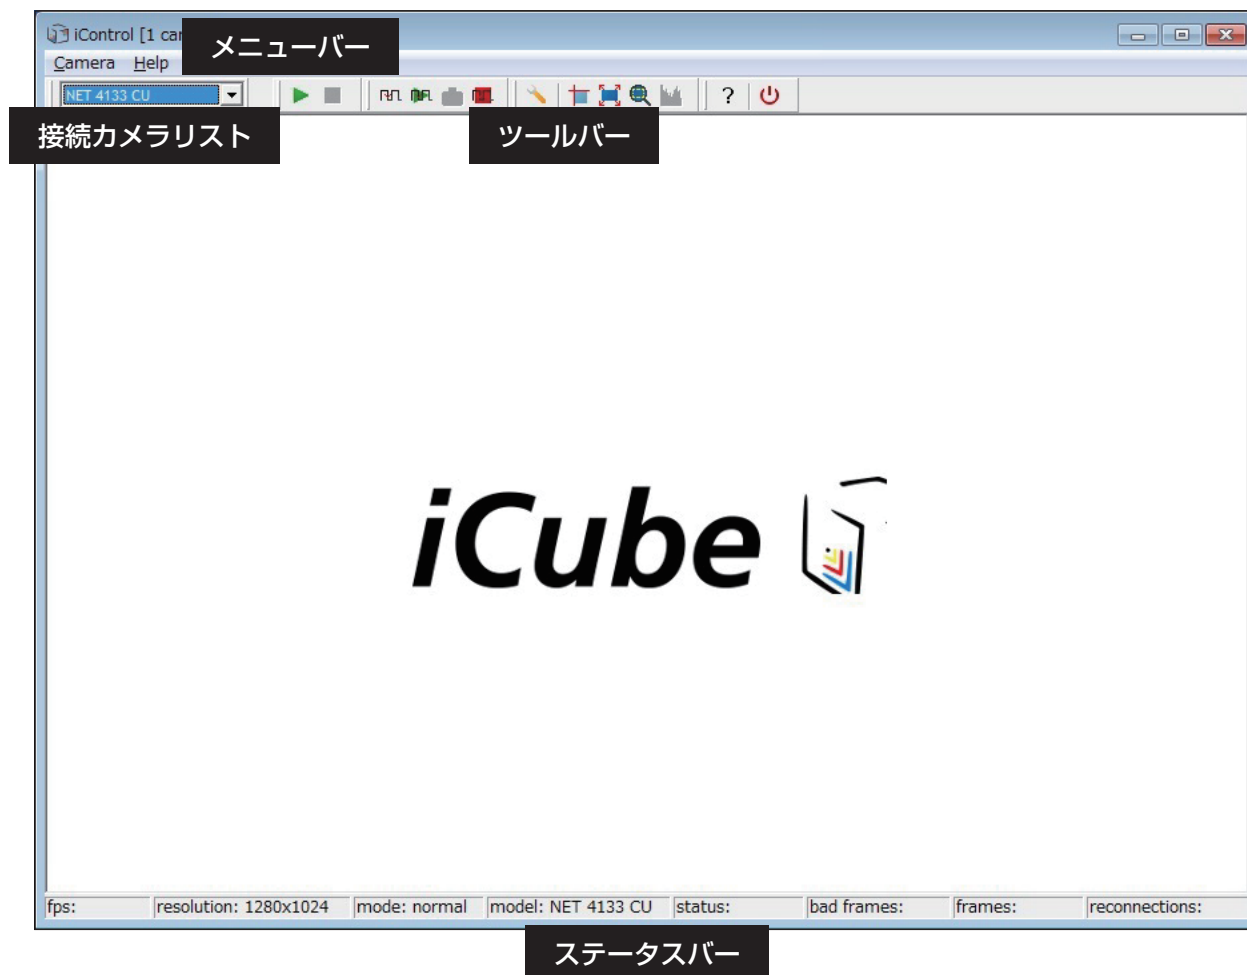 iControl [1 car
メニューバー
Camera Help
NET 4133 CU
?
接続カメラリスト
ツールバー
iCube
fps: resolution: 1280x1024 mode: normal model: NET 4133 CU status: bad frames: frames: reconnections:
ステータスバー